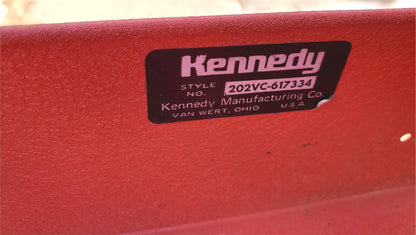 Kennedy
STYLE NO. 202VC-617334
Kennedy Manufacturing Co.
VAN WERT, OHIO U.S.A.